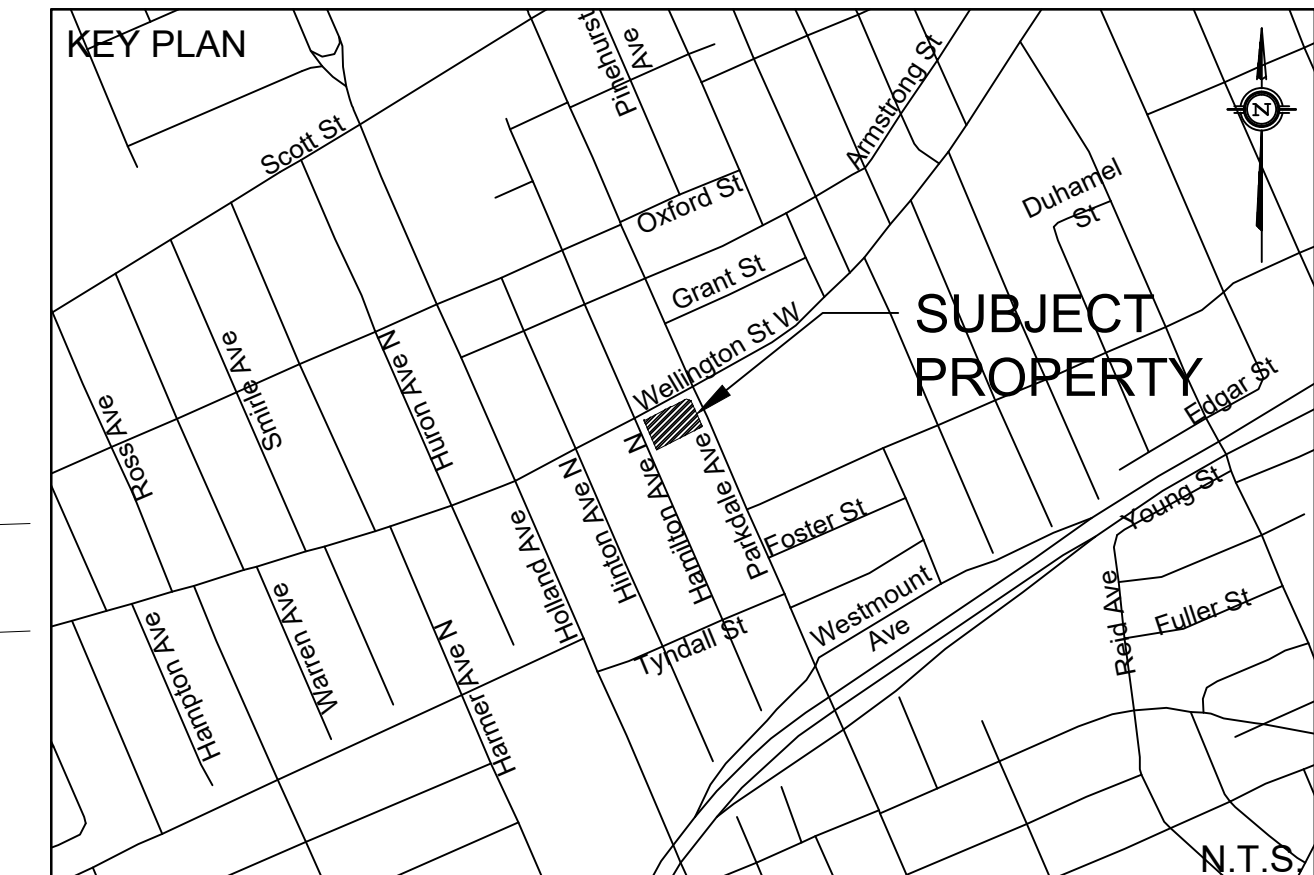 KEY PLAN
Pinehurst
Ave
Armstrong St
N
Scott St
Duhamel
St
Oxford St
Grant St
SUBJECT
PROPERTY
Wellington St W
Smirle Ave
Huron Ave N
Edgar St
Ross Ave
Hinton Ave N
Hamilton Ave N
Parkdale Ave
Young St
Holland Ave
Foster St
Westmount
Ave
Reid Ave
Fuller St
Hampton Ave
Warren Ave
Harmer Ave N
Tyndall St
N.T.S.